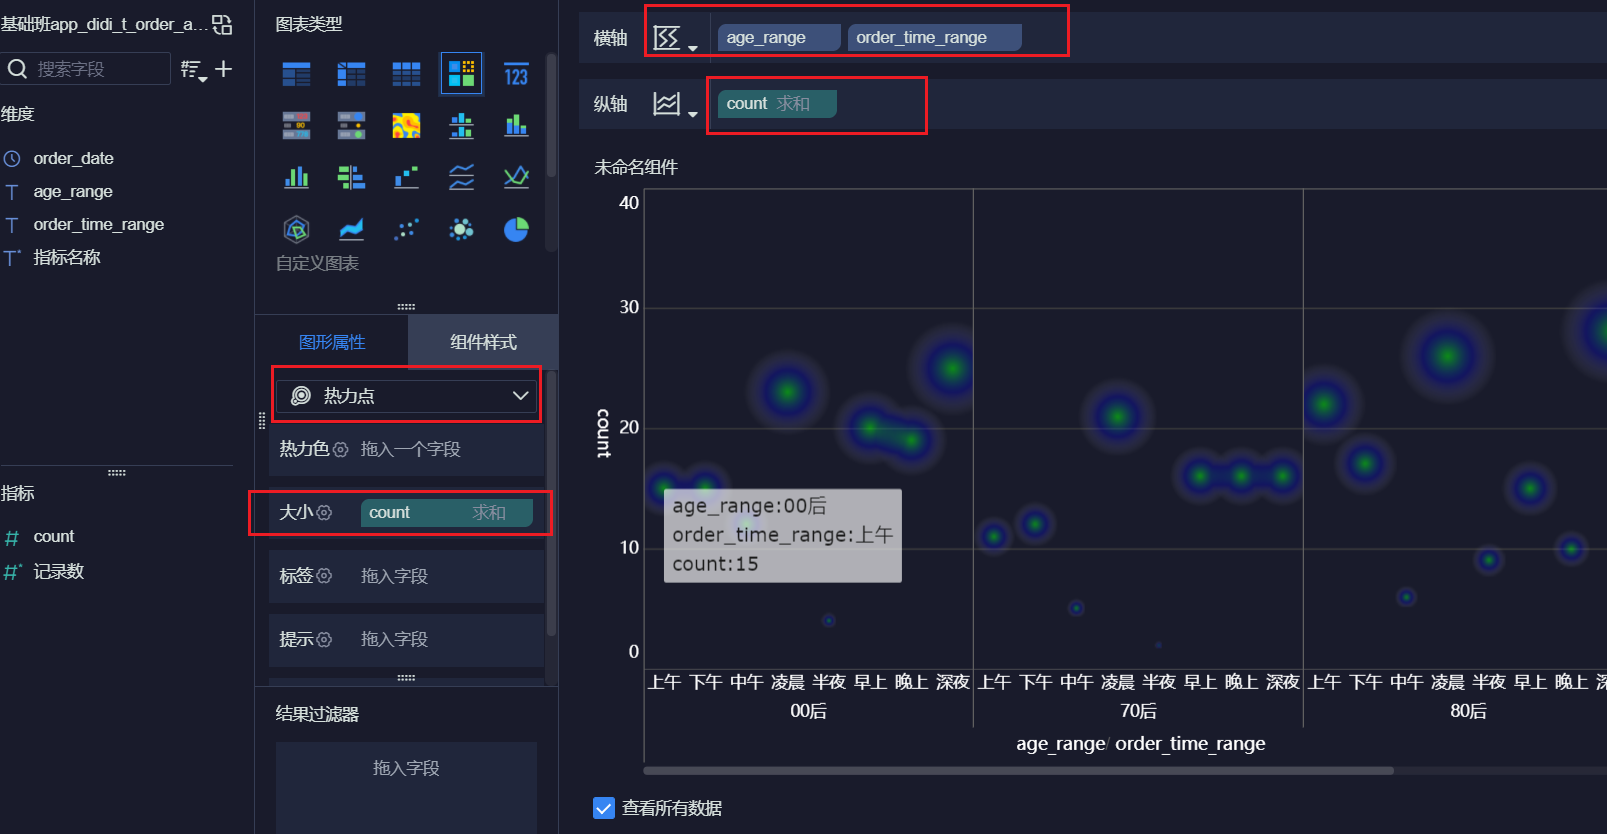 基础班app_didi_t_order_a...
搜索字段
维度
order_date
age_range
order_time_range
指标名称
指标
count
记录数
图表类型
123
90
自定义图表
图形属性
组件样式
热力点
热力色 拖入一个字段
大小 count 求和
标签 拖入字段
提示 拖入字段
结果过滤器
拖入字段
横轴 age_range order_time_range
纵轴 count 求和
未命名组件
40
30
20
10
0
count
age_range:00后
order_time_range:上午
count:15
上午 下午 中午 凌晨 半夜 早上 晚上 深夜 上午 下午 中午 凌晨 半夜 早上 晚上 深夜 上午 下午 中午 凌晨 半夜 早上 晚上
00后 70后 80后
age_range/ order_time_range
查看所有数据